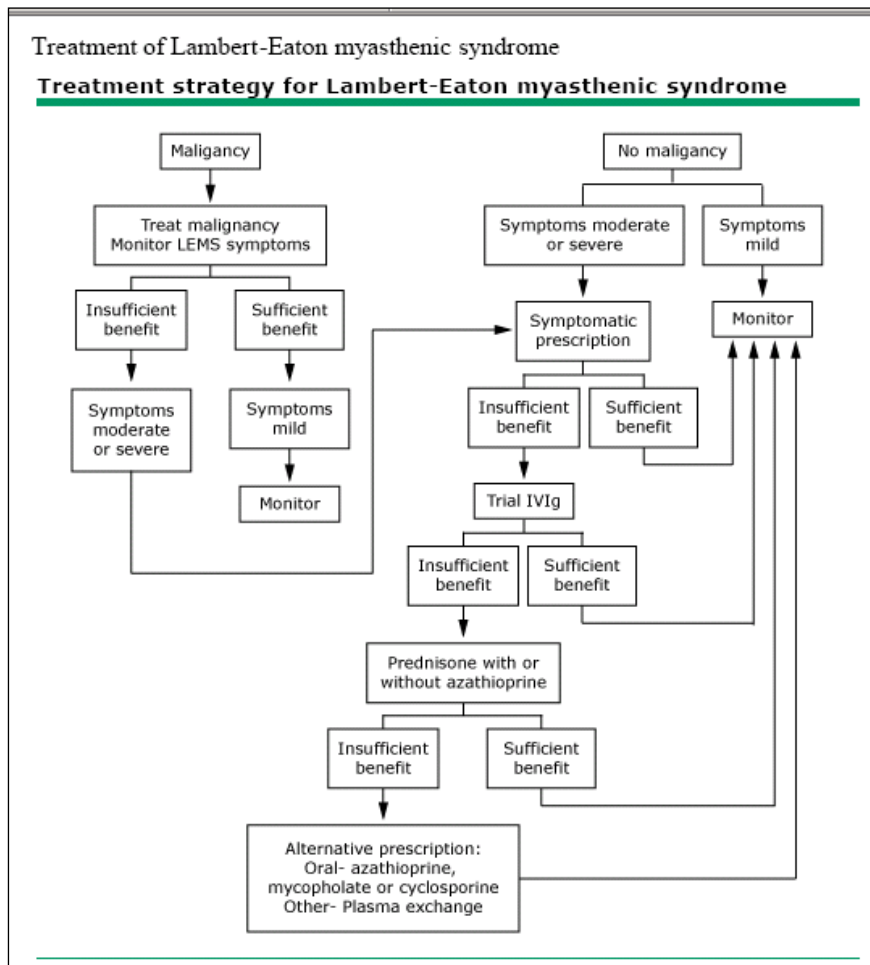 Treatment of Lambert-Eaton myasthenic syndrome
Treatment strategy for Lambert-Eaton myasthenic syndrome
Maligancy
No maligancy
Treat malignancy
Monitor LEMS symptoms
Symptoms moderate
or severe
Symptoms
mild
Insufficient
benefit
Sufficient
benefit
Symptomatic
prescription
Monitor
Symptoms
moderate
or severe
Symptoms
mild
Insufficient
benefit
Sufficient
benefit
Monitor
Trial IVIg
Insufficient
benefit
Sufficient
benefit
Prednisone with or
without azathioprine
Insufficient
benefit
Sufficient
benefit
Alternative prescription:
Oral- azathioprine,
mycopholate or cyclosporine
Other- Plasma exchange